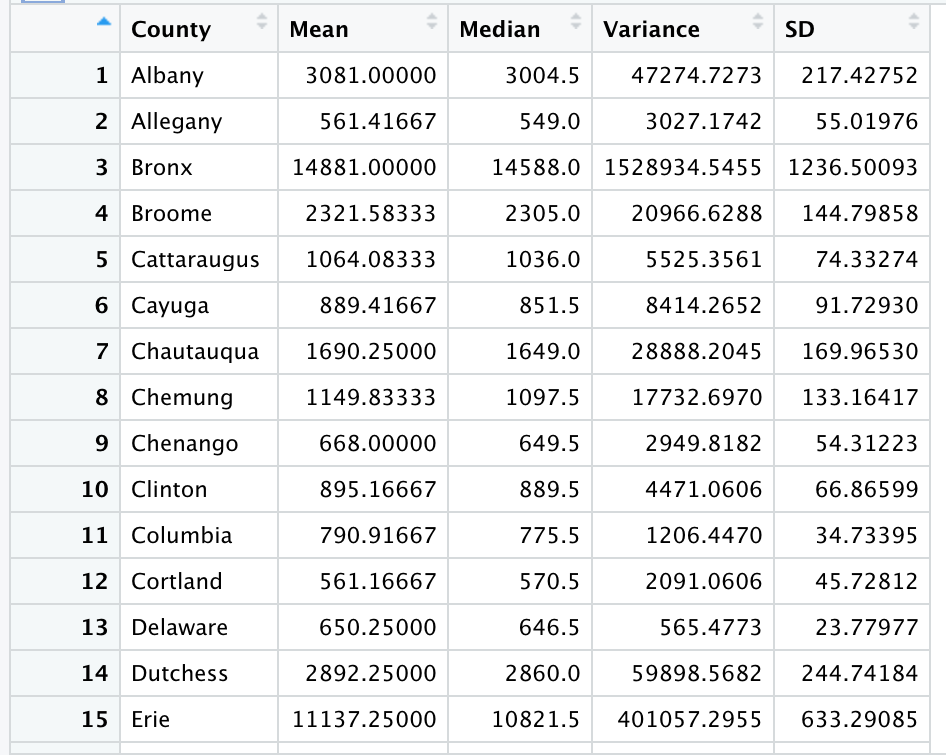 County Mean Median Variance SD
1 Albany 3081.00000 3004.5 47274.7273 217.42752
2 Allegany 561.41667 549.0 3027.1742 55.01976
3 Bronx 14881.00000 14588.0 1528934.5455 1236.50093
4 Broome 2321.58333 2305.0 20966.6288 144.79858
5 Cattaraugus 1064.08333 1036.0 5525.3561 74.33274
6 Cayuga 889.41667 851.5 8414.2652 91.72930
7 Chautauqua 1690.25000 1649.0 28888.2045 169.96530
8 Chemung 1149.83333 1097.5 17732.6970 133.16417
9 Chenango 668.00000 649.5 2949.8182 54.31223
10 Clinton 895.16667 889.5 4471.0606 66.86599
11 Columbia 790.91667 775.5 1206.4470 34.73395
12 Cortland 561.16667 570.5 2091.0606 45.72812
13 Delaware 650.25000 646.5 565.4773 23.77977
14 Dutchess 2892.25000 2860.0 59898.5682 244.74184
15 Erie 11137.25000 10821.5 401057.2955 633.29085